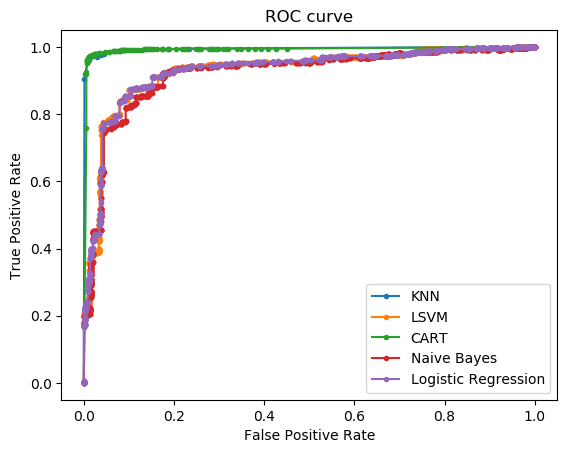 ROC curve
True Positive Rate
1.0
0.8
0.6
0.4
0.2
0.0
KNN
LSVM
CART
Naive Bayes
Logistic Regression
0.0 0.2 0.4 0.6 0.8 1.0
False Positive Rate